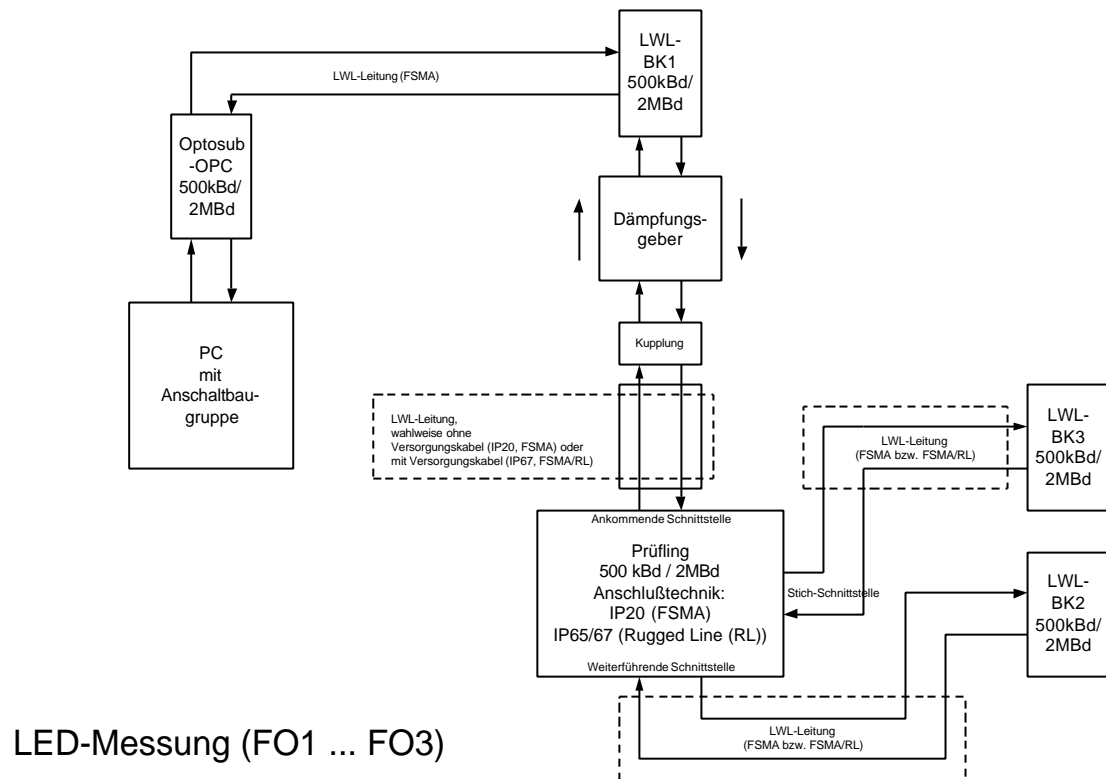 LWL-
BK1
500kBd/
2MBd
LWL-Leitung (FSMA)
Optosub
-OPC
500kBd/
2MBd
Dämpfungs-
geber
PC
mit
Anschaltbau-
gruppe
Kupplung
LWL-Leitung,
wahlweise ohne
Versorgungskabel (IP20, FSMA) oder
mit Versorgungskabel (IP67, FSMA/RL)
LWL-Leitung
(FSMA bzw. FSMA/RL)
LWL-
BK3
500kBd/
2MBd
Ankommende Schnittstelle
Prüfling
500 kBd / 2MBd
Anschlußtechnik:
IP20 (FSMA)
IP65/67 (Rugged Line (RL))
Weiterführende Schnittstelle
Stich-Schnittstelle
LWL-
BK2
500kBd/
2MBd
LWL-Leitung
(FSMA bzw. FSMA/RL)
LED-Messung (FO1 ... FO3)